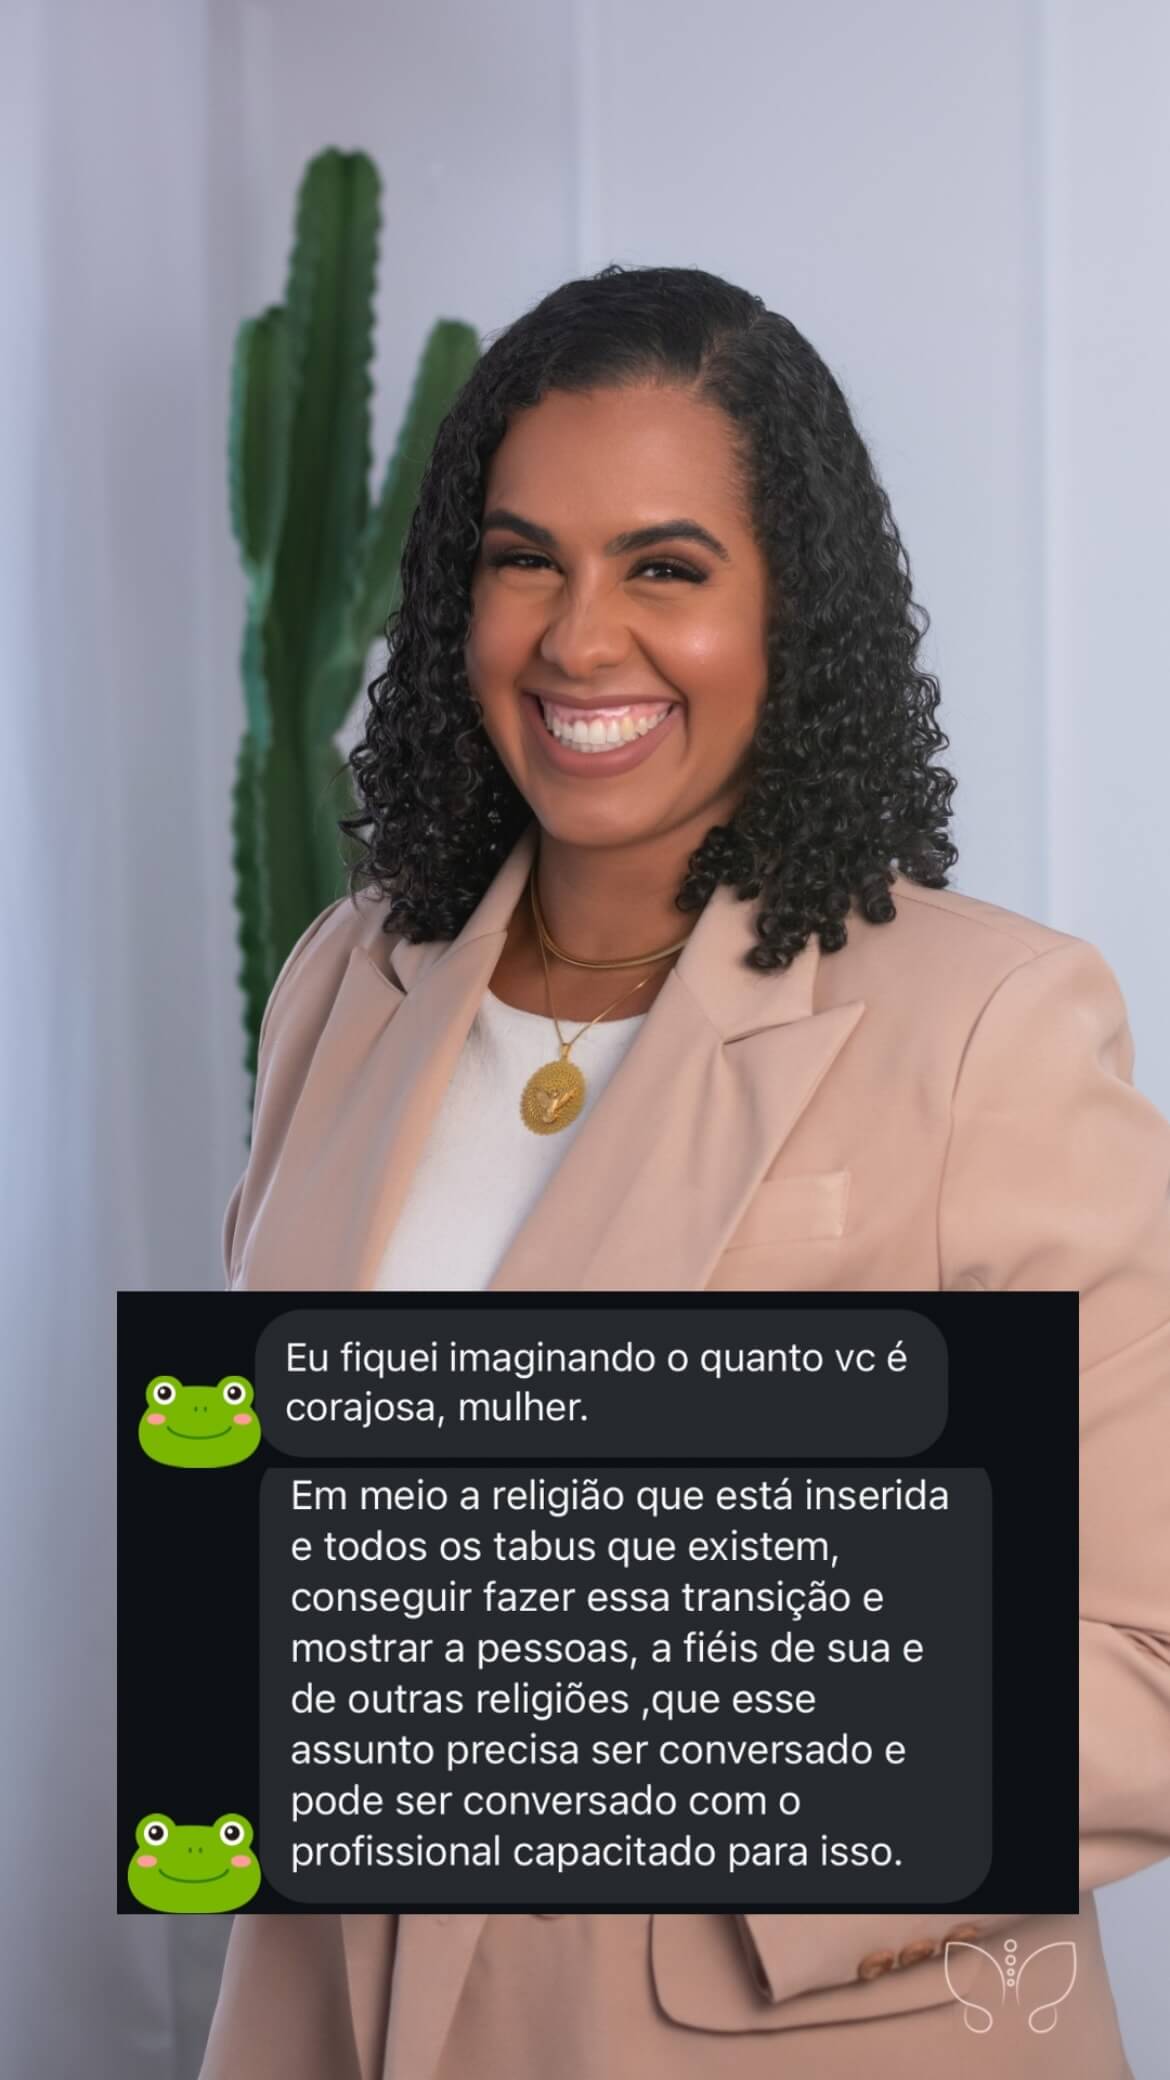 Eu fiquei imaginando o quanto vc é
corajosa, mulher.
Em meio a religião que está inserida
e todos os tabus que existem,
conseguir fazer essa transição e
mostrar a pessoas, a fiéis de sua e
de outras religiões ,que esse
assunto precisa ser conversado e
pode ser conversado com o
profissional capacitado para isso.